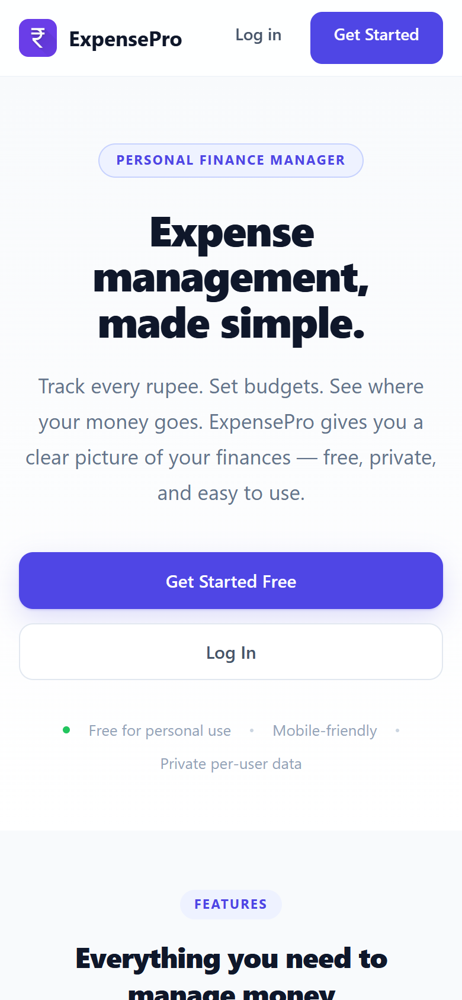 ₹ ExpensePro Log in Get Started
PERSONAL FINANCE MANAGER
Expense
management,
made simple.
Track every rupee. Set budgets. See where
your money goes. ExpensePro gives you a
clear picture of your finances — free, private,
and easy to use.
Get Started Free
Log In
Free for personal use • Mobile-friendly •
Private per-user data
FEATURES
Everything you need to
manage money